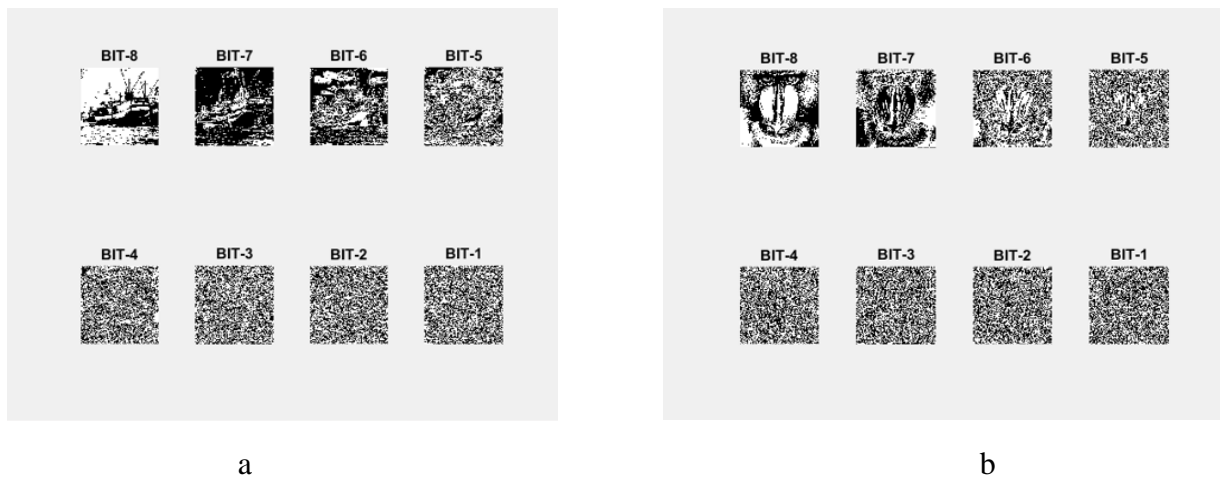 BIT-8 BIT-7 BIT-6 BIT-5
BIT-4 BIT-3 BIT-2 BIT-1
a
BIT-8 BIT-7 BIT-6 BIT-5
BIT-4 BIT-3 BIT-2 BIT-1
b